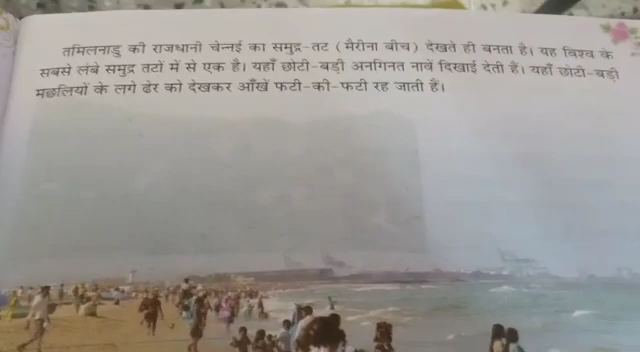 तमिलनाडु की राजधानी चेन्नई का समुद्र-तट (मैरीना बीच) देखते ही बनता है। यह विश्व के
सबसे लंबे समुद्र तटों में से एक है। यहाँ छोटी-बड़ी अनगिनत नावें दिखाई देती हैं। यहाँ छोटी-बड़ी
मछलियों के लगे ढेर को देखकर आँखें फटी-की-फटी रह जाती हैं।